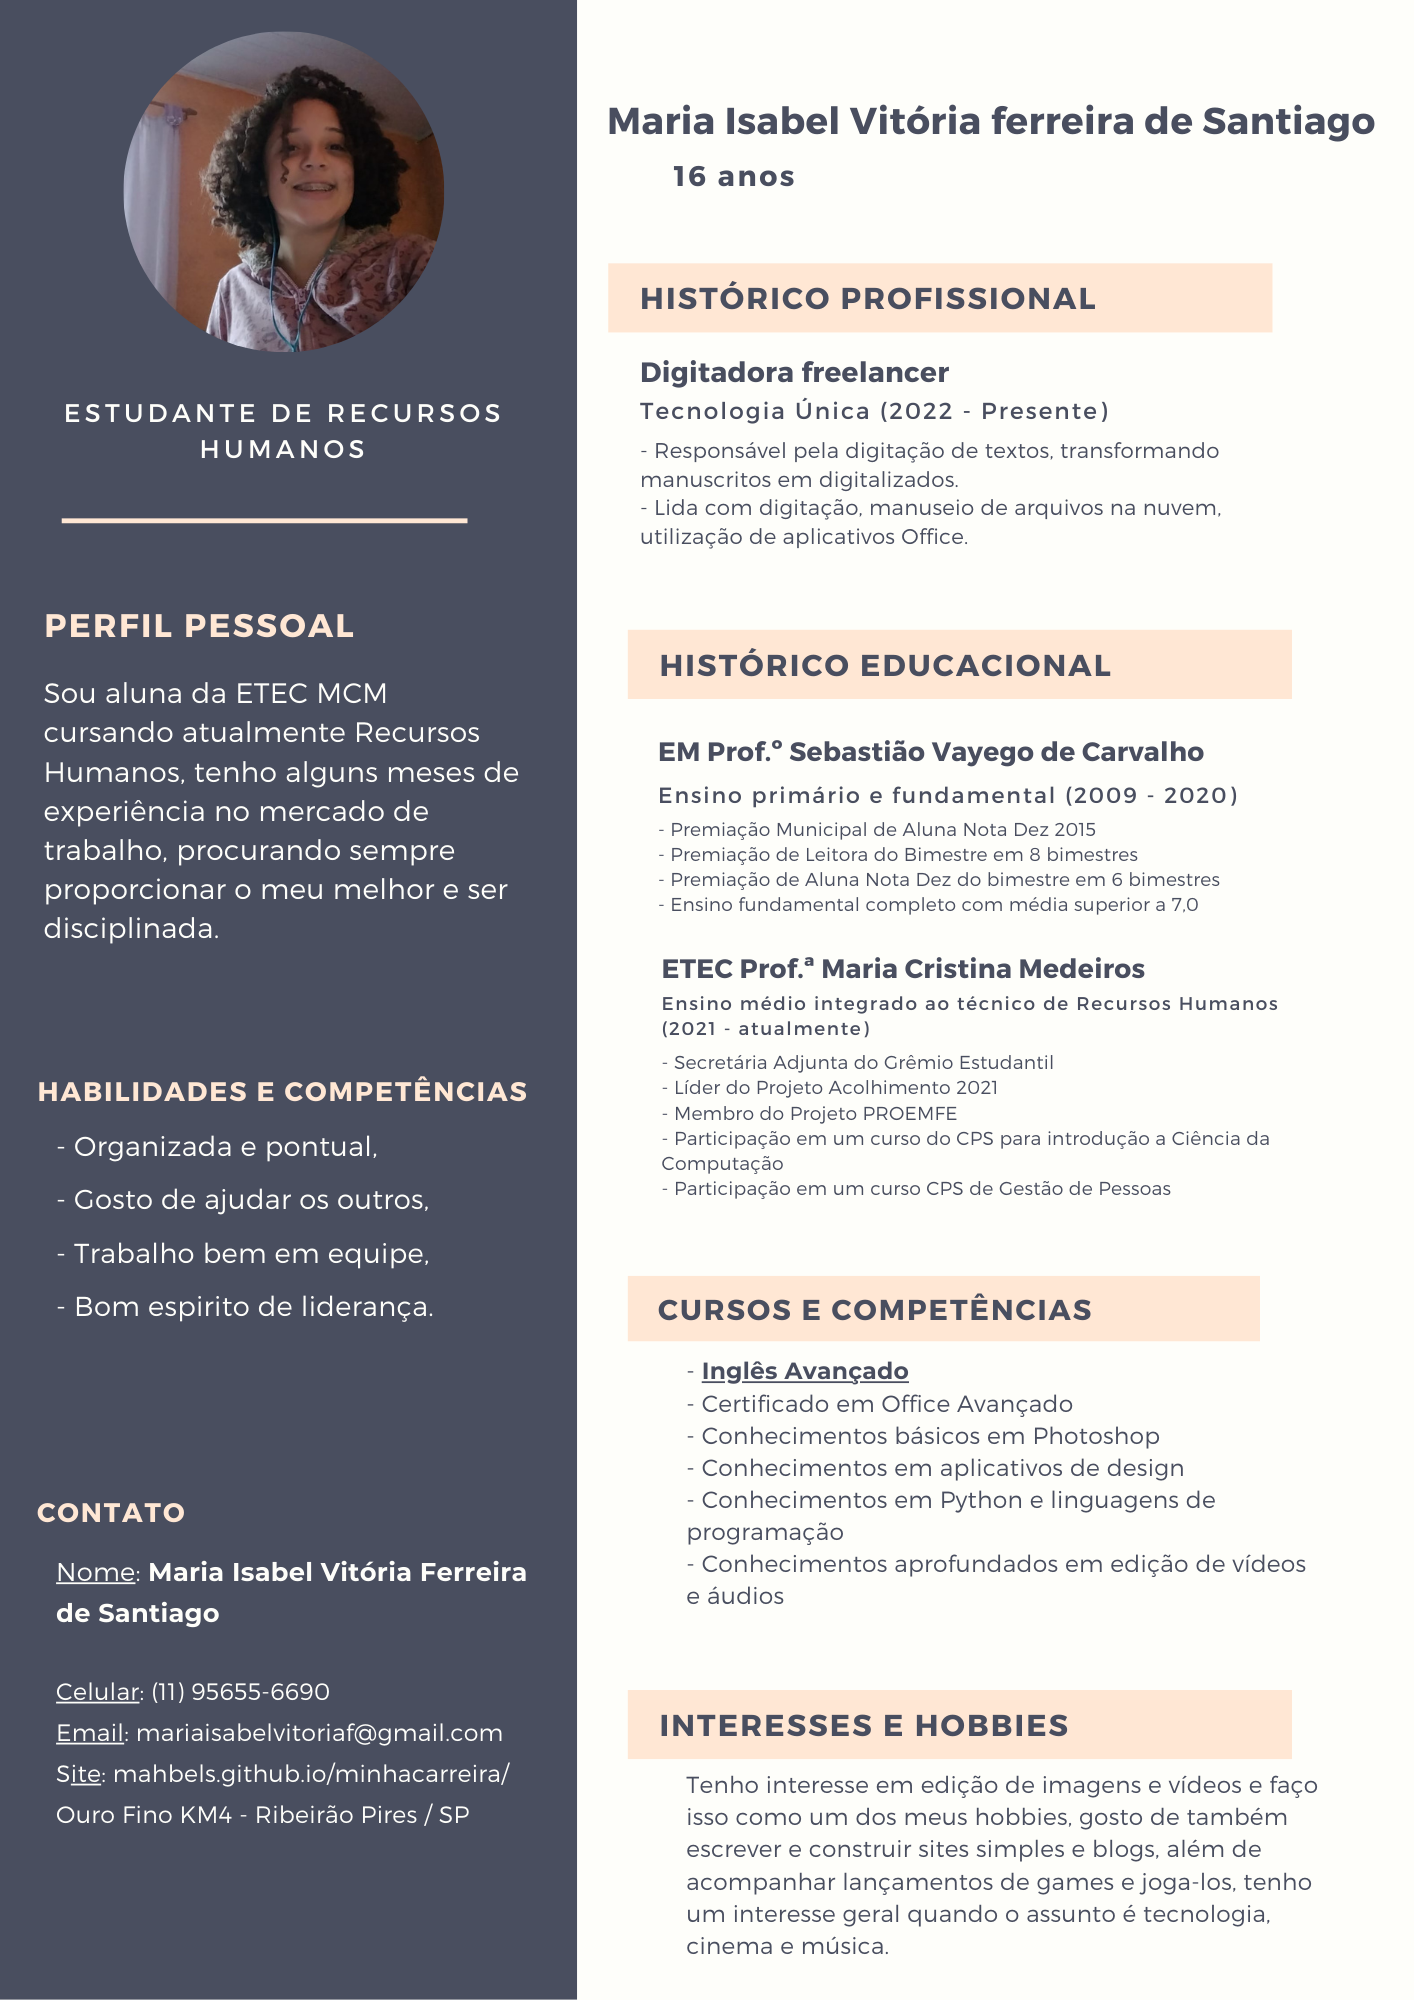 ESTUDANTE DE RECURSOS
HUMANOS
PERFIL PESSOAL
Sou aluna da ETEC MCM
cursando atualmente Recursos
Humanos, tenho alguns meses de
experiência no mercado de
trabalho, procurando sempre
proporcionar o meu melhor e ser
disciplinada.
HABILIDADES E COMPETÊNCIAS
- Organizada e pontual,
- Gosto de ajudar os outros,
- Trabalho bem em equipe,
- Bom espirito de liderança.
CONTATO
Nome: Maria Isabel Vitória Ferreira
de Santiago
Celular: (11) 95655-6690
Email: mariaisabelvitoriaf@gmail.com
Site: mahbels.github.io/minhacarreira/
Ouro Fino KM4 - Ribeirão Pires / SP
Maria Isabel Vitória ferreira de Santiago
16 anos
HISTÓRICO PROFISSIONAL
Digitadora freelancer
Tecnologia Única (2022 - Presente)
- Responsável pela digitação de textos, transformando
manuscritos em digitalizados.
- Lida com digitação, manuseio de arquivos na nuvem,
utilização de aplicativos Office.
HISTÓRICO EDUCACIONAL
EM Prof.º Sebastião Vayego de Carvalho
Ensino primário e fundamental (2009 - 2020)
- Premiação Municipal de Aluna Nota Dez 2015
- Premiação de Leitora do Bimestre em 8 bimestres
- Premiação de Aluna Nota Dez do bimestre em 6 bimestres
- Ensino fundamental completo com média superior a 7,0
ETEC Prof.ª Maria Cristina Medeiros
Ensino médio integrado ao técnico de Recursos Humanos
(2021 - atualmente)
- Secretária Adjunta do Grêmio Estudantil
- Líder do Projeto Acolhimento 2021
- Membro do Projeto PROEMFE
- Participação em um curso do CPS para introdução a Ciência da
Computação
- Participação em um curso CPS de Gestão de Pessoas
CURSOS E COMPETÊNCIAS
- Inglês Avançado
- Certificado em Office Avançado
- Conhecimentos básicos em Photoshop
- Conhecimentos em aplicativos de design
- Conhecimentos em Python e linguagens de
programação
- Conhecimentos aprofundados em edição de vídeos
e áudios
INTERESSES E HOBBIES
Tenho interesse em edição de imagens e vídeos e faço
isso como um dos meus hobbies, gosto de também
escrever e construir sites simples e blogs, além de
acompanhar lançamentos de games e joga-los, tenho
um interesse geral quando o assunto é tecnologia,
cinema e música.